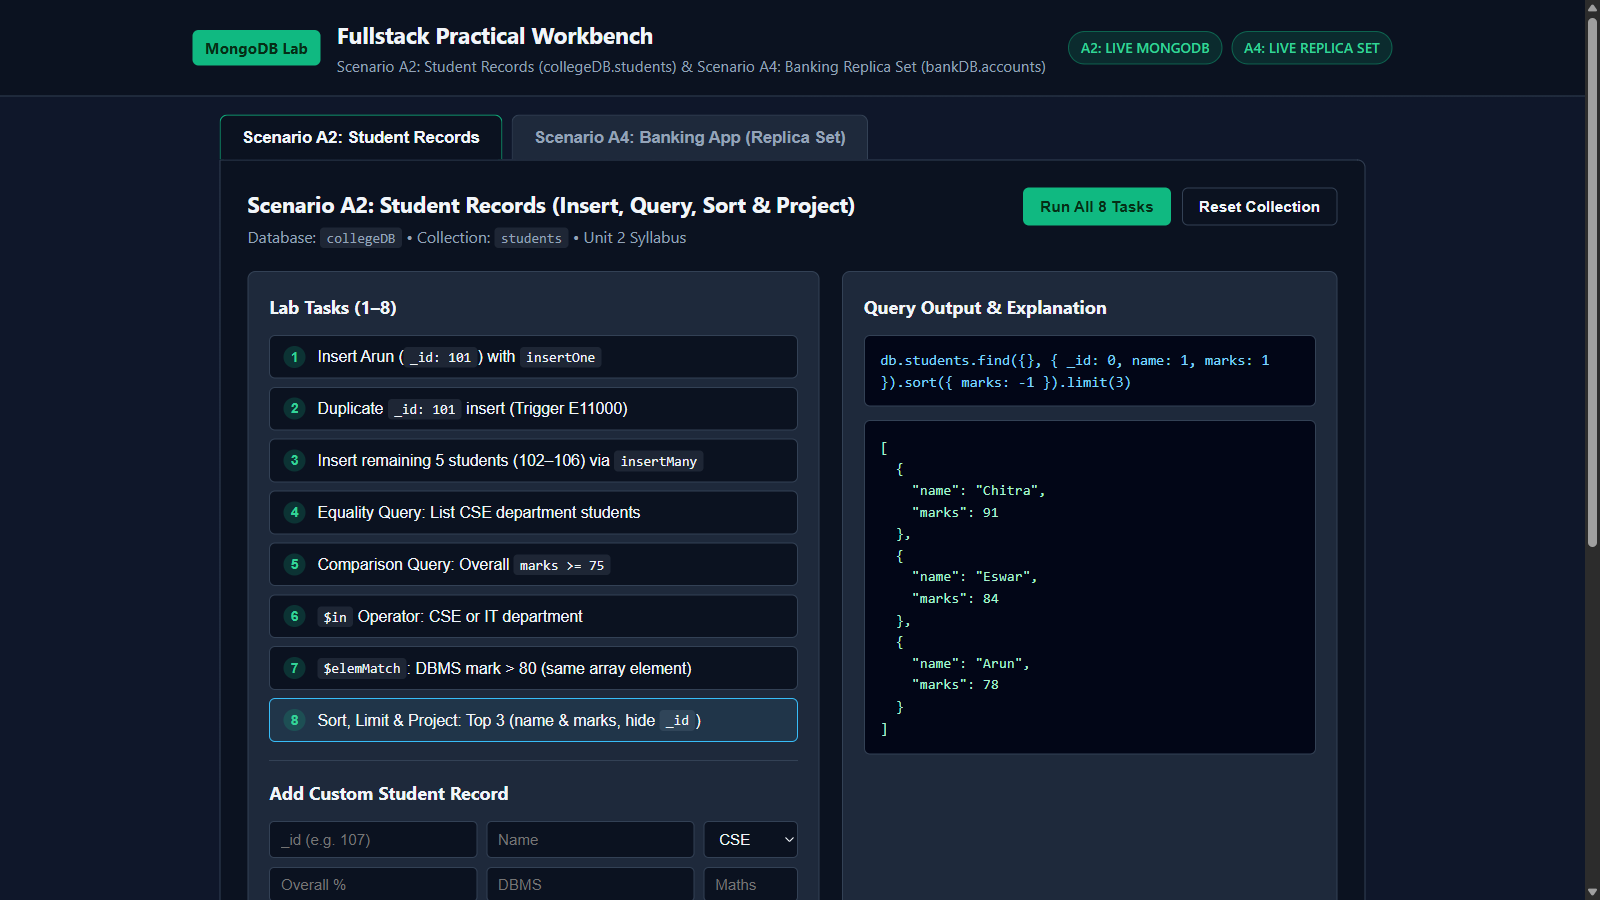 MongoDB Lab
Fullstack Practical Workbench
Scenario A2: Student Records (collegeDB.students) & Scenario A4: Banking Replica Set (bankDB.accounts)
A2: LIVE MONGODB
A4: LIVE REPLICA SET
Scenario A2: Student Records
Scenario A4: Banking App (Replica Set)
Scenario A2: Student Records (Insert, Query, Sort & Project)
Database: collegeDB • Collection: students • Unit 2 Syllabus
Run All 8 Tasks
Reset Collection
Lab Tasks (1–8)
1 Insert Arun (_id: 101) with insertOne
2 Duplicate _id: 101 insert (Trigger E11000)
3 Insert remaining 5 students (102–106) via insertMany
4 Equality Query: List CSE department students
5 Comparison Query: Overall marks >= 75
6 $in Operator: CSE or IT department
7 $elemMatch: DBMS mark > 80 (same array element)
8 Sort, Limit & Project: Top 3 (name & marks, hide _id)
Add Custom Student Record
_id (e.g. 107)
Name
CSE
Overall %
DBMS
Maths
Query Output & Explanation
db.students.find({}, { _id: 0, name: 1, marks: 1
}).sort({ marks: -1 }).limit(3)
[
{
"name": "Chitra",
"marks": 91
},
{
"name": "Eswar",
"marks": 84
},
{
"name": "Arun",
"marks": 78
}
]